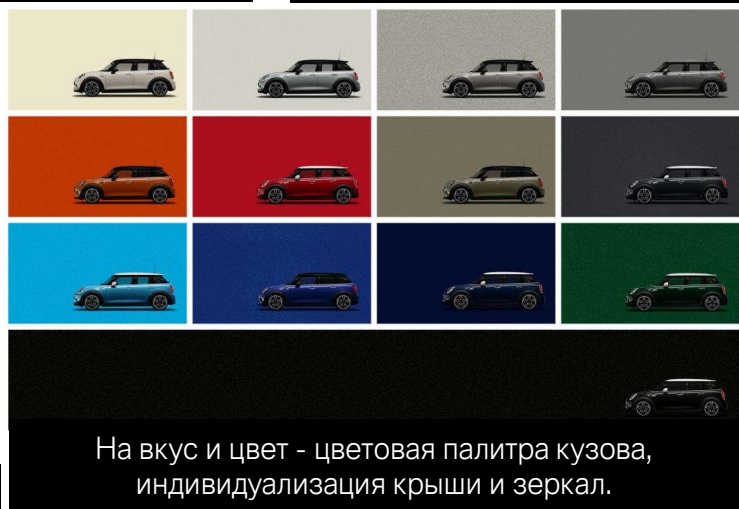 На вкус и цвет - цветовая палитра кузова,
индивидуализация крыши и зеркал.